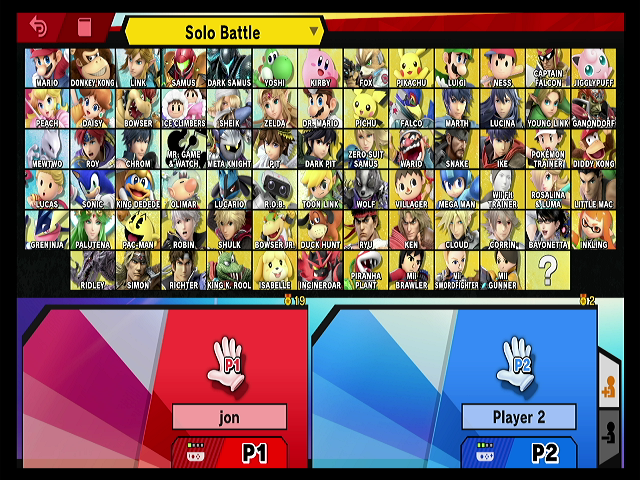 Solo Battle
MARIO DONKEY KONG LINK SAMUS DARK SAMUS YOSHI KIRBY FOX PIKACHU LUIGI NESS CAPTAIN FALCON JIGGLYPUFF
PEACH DAISY BOWSER ICE CLIMBERS SHEIK ZELDA DR. MARIO PICHU FALCO MARTH LUCINA YOUNG LINK GANONDORF
MEWTWO ROY CHROM MR. GAME & WATCH META KNIGHT PIT DARK PIT ZERO SUIT SAMUS WARIO SNAKE IKE POKÉMON TRAINER DIDDY KONG
LUCAS SONIC KING DEDEDE OLIMAR LUCARIO R.O.B. TOON LINK WOLF VILLAGER MEGA MAN WII FIT TRAINER ROSALINA & LUMA LITTLE MAC
GRENINJA PALUTENA PAC-MAN ROBIN SHULK BOWSER JR. DUCK HUNT RYU KEN CLOUD CORRIN BAYONETTA INKLING
RIDLEY SIMON RICHTER KING K. ROOL ISABELLE INCINEROAR PIRANHA PLANT MII BRAWLER MII SWORDFIGHTER MII GUNNER ?
19 2
P1 P2
jon Player 2
P1 P2